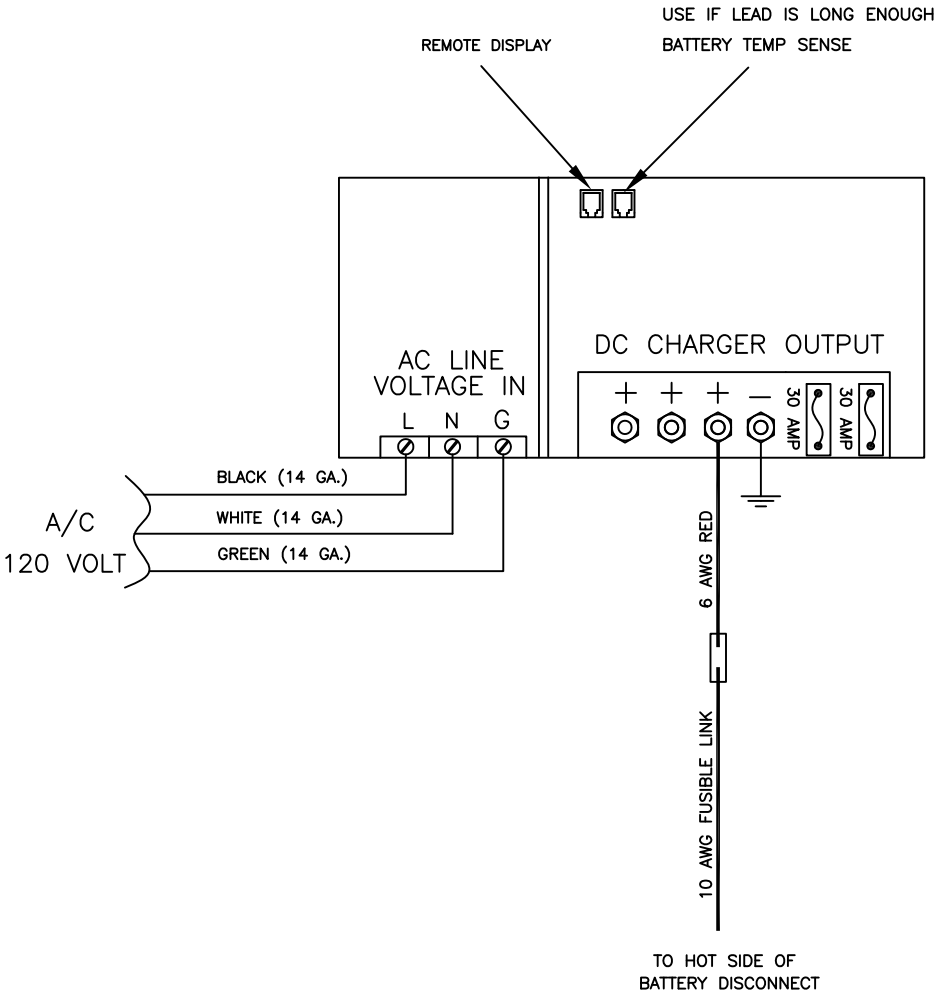 USE IF LEAD IS LONG ENOUGH
REMOTE DISPLAY
BATTERY TEMP SENSE
DC CHARGER OUTPUT
AC LINE
VOLTAGE IN
+ + + −
30 AMP
30 AMP
L N G
BLACK (14 GA.)
WHITE (14 GA.)
GREEN (14 GA.)
A/C
120 VOLT
6 AWG RED
10 AWG FUSIBLE LINK
TO HOT SIDE OF
BATTERY DISCONNECT